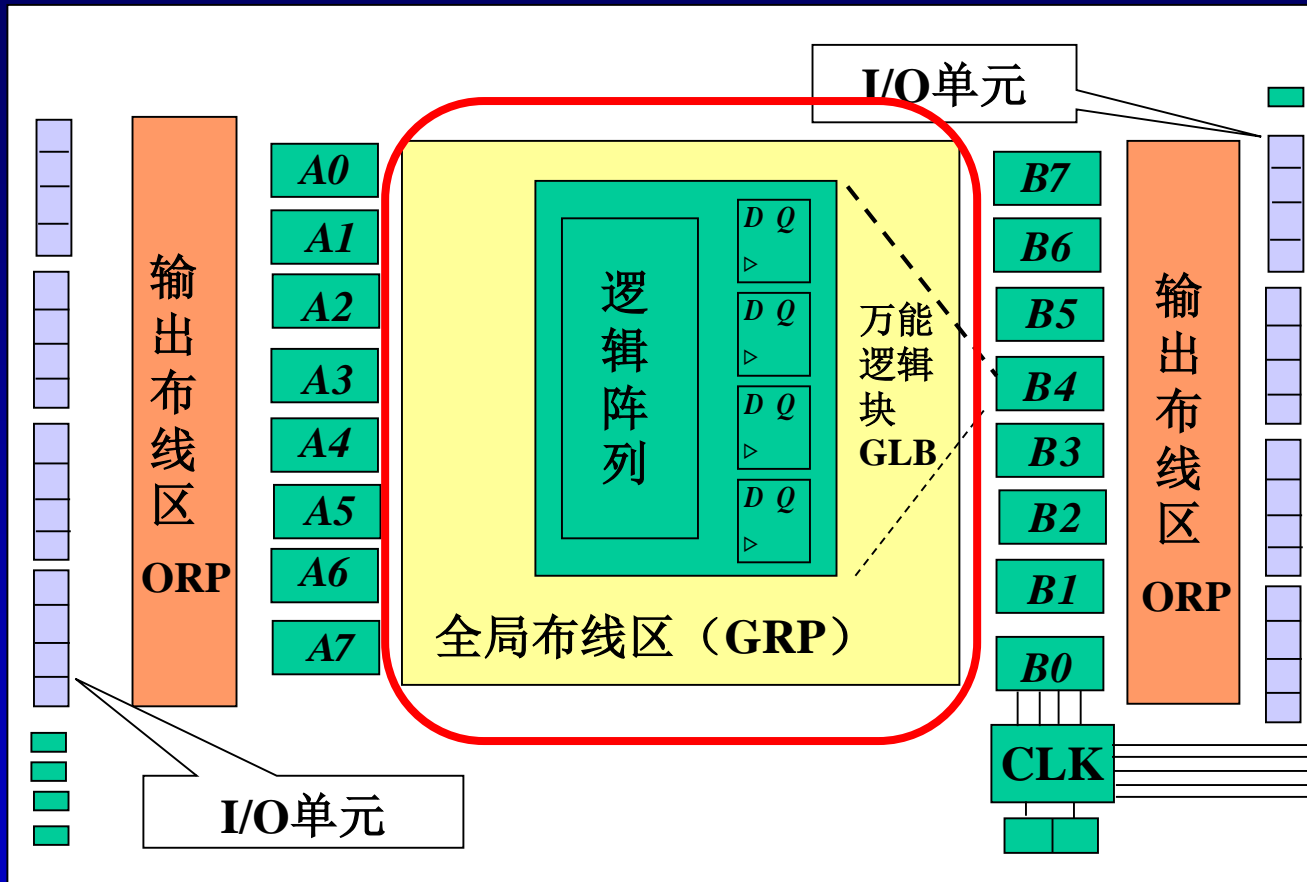 I/O单元
输出布线区
ORP
A0
A1
A2
A3
A4
A5
A6
A7
逻辑阵列
D Q
D Q
D Q
D Q
万能
逻辑
块
GLB
全局布线区（GRP）
B7
B6
B5
B4
B3
B2
B1
B0
CLK
输出布线区
ORP
I/O单元